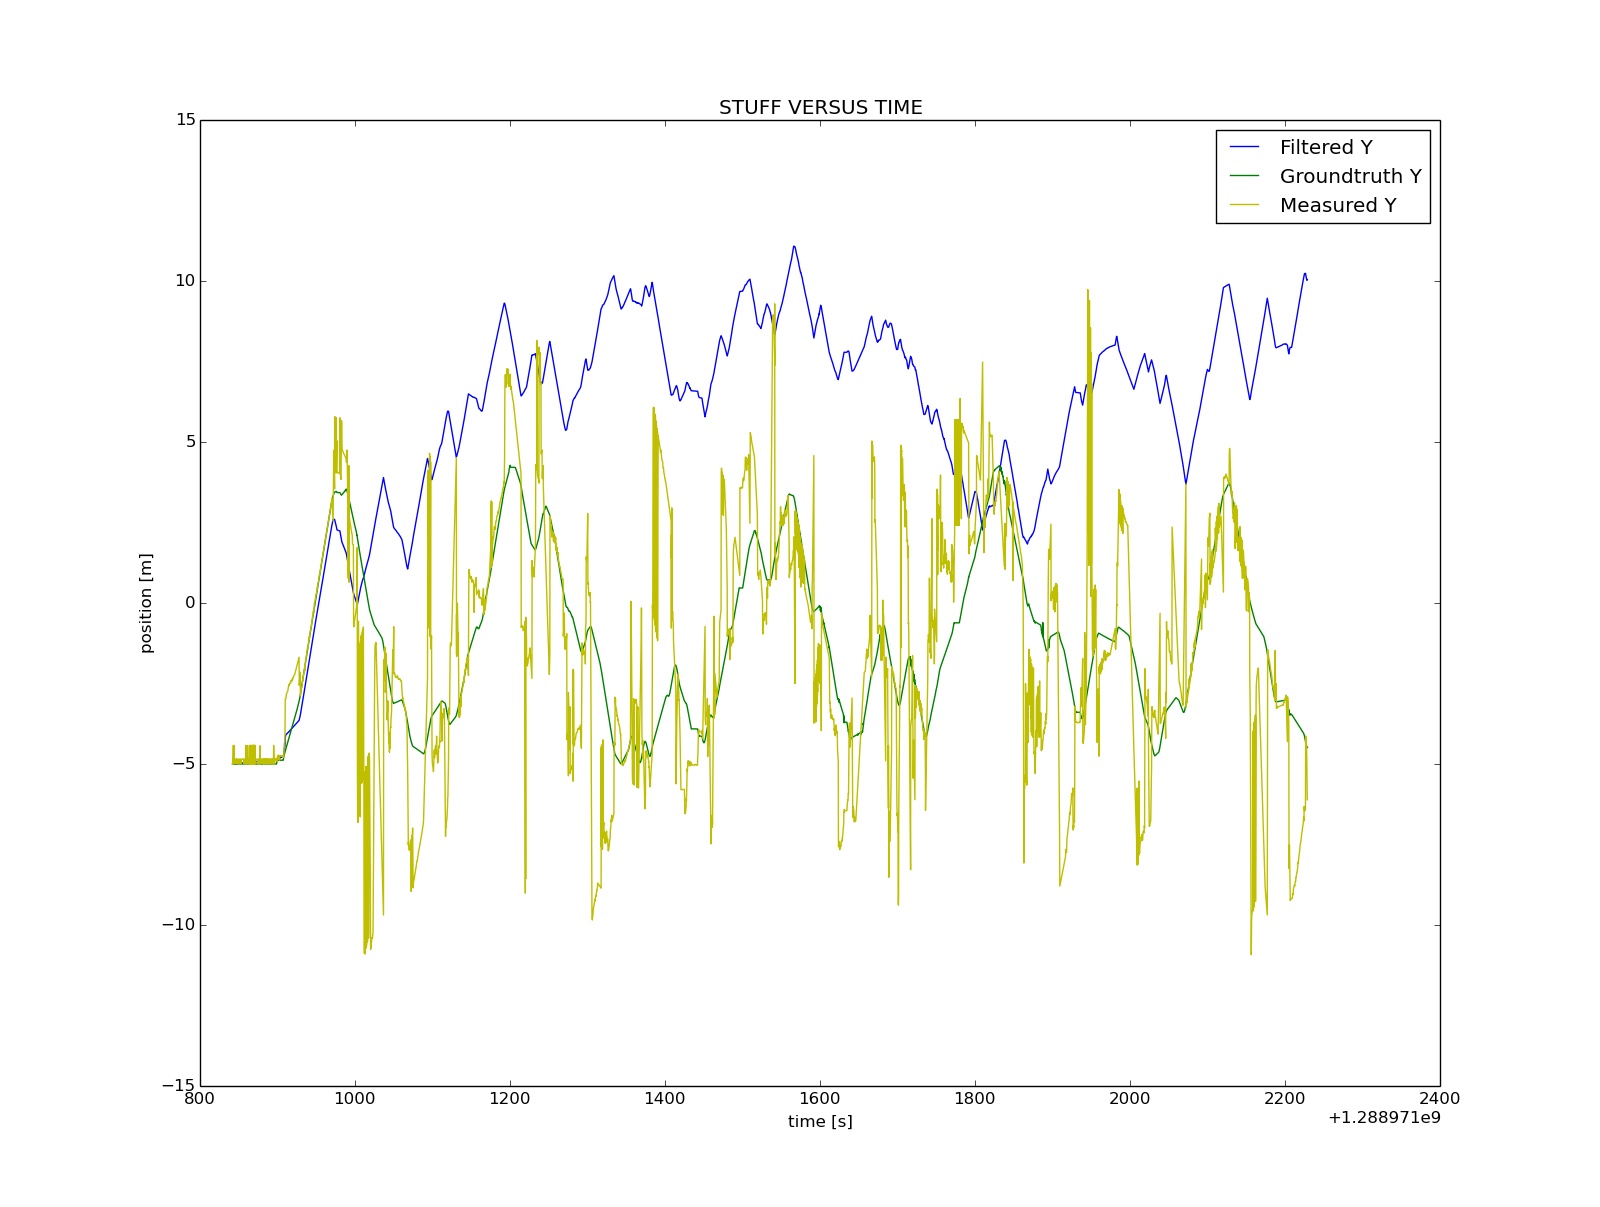 STUFF VERSUS TIME
Filtered Y
Groundtruth Y
Measured Y
15
10
5
0
−5
−10
−15
position [m]
800 1000 1200 1400 1600 1800 2000 2200 2400
time [s]
+1.288971e9